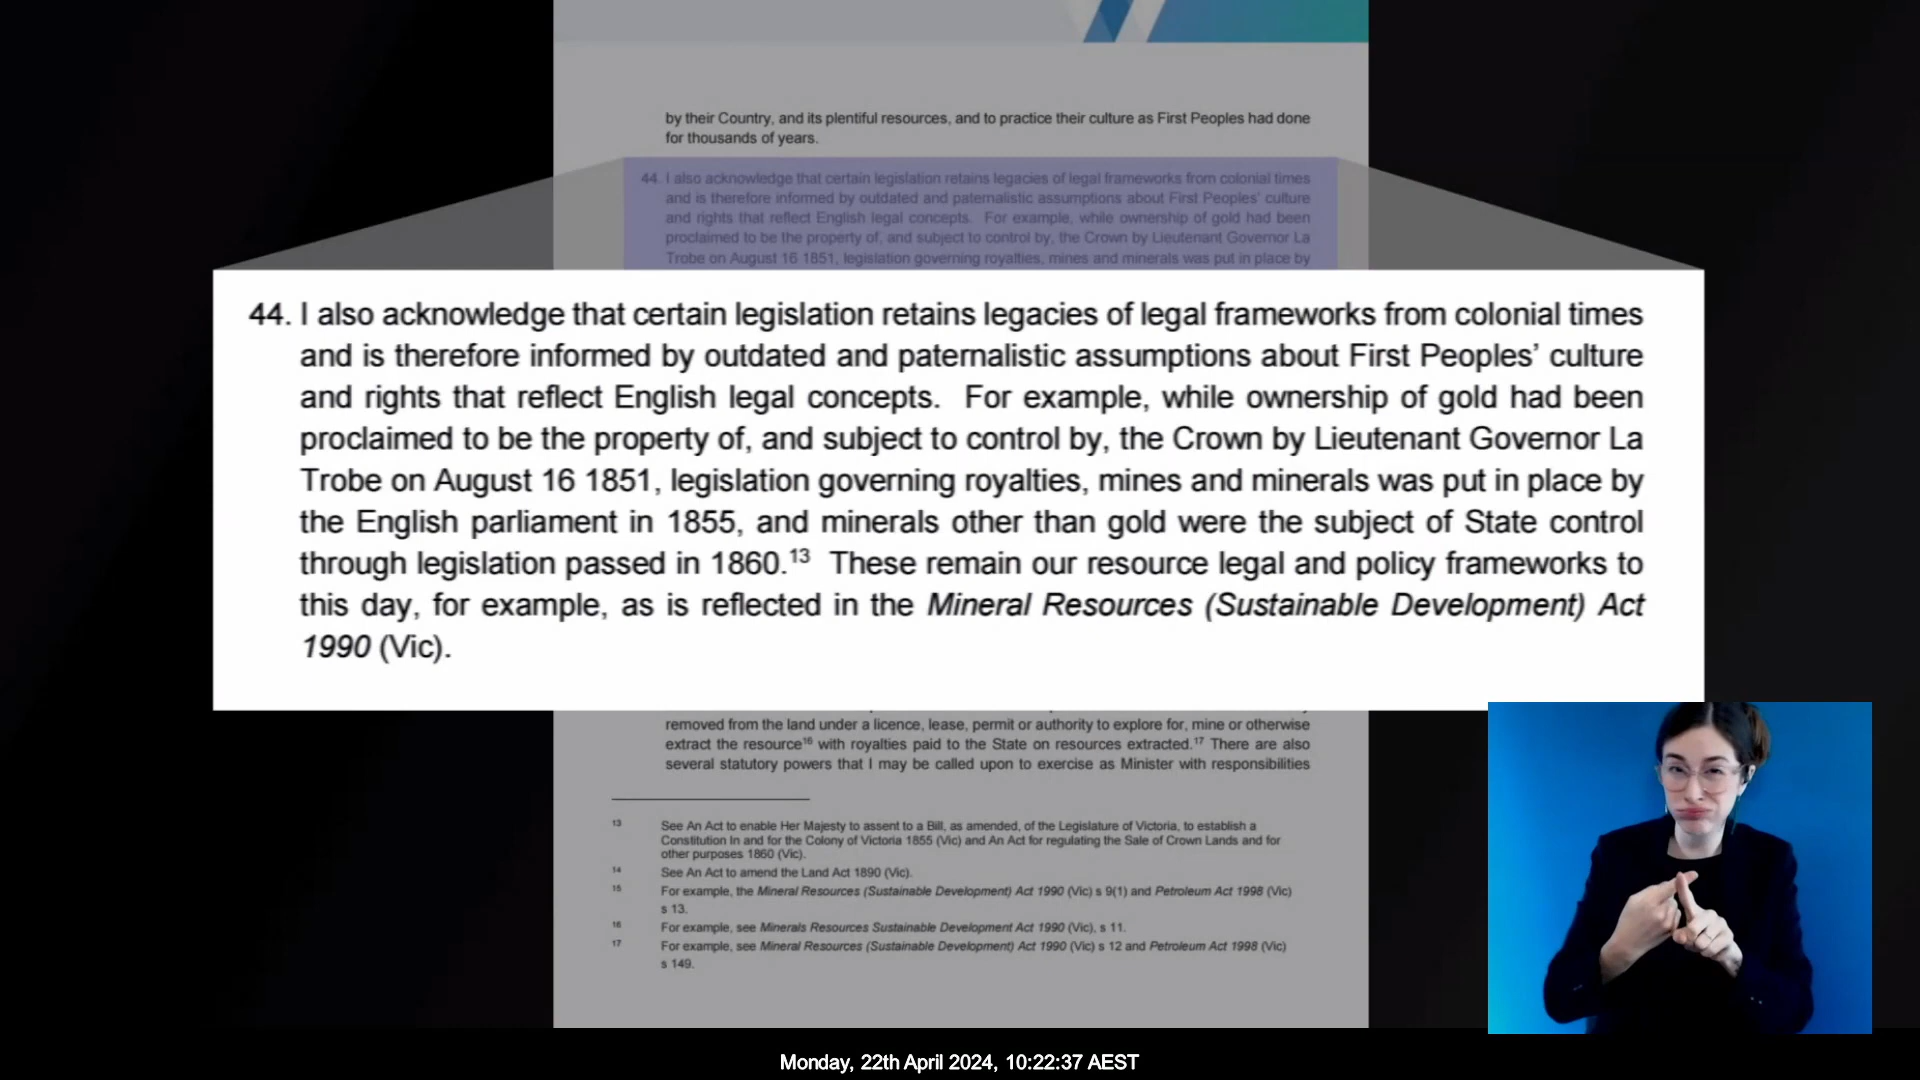 by their Country, and its plentiful resources, and to practice their culture as First Peoples had done
for thousands of years.
44. I also acknowledge that certain legislation retains legacies of legal frameworks from colonial times
and is therefore informed by outdated and paternalistic assumptions about First Peoples' culture
and rights that reflect English legal concepts. For example, while ownership of gold had been
proclaimed to be the property of, and subject to control by, the Crown by Lieutenant Governor La
Trobe on August 16 1851, legislation governing royalties, mines and minerals was put in place by
44. I also acknowledge that certain legislation retains legacies of legal frameworks from colonial times
and is therefore informed by outdated and paternalistic assumptions about First Peoples’ culture
and rights that reflect English legal concepts. For example, while ownership of gold had been
proclaimed to be the property of, and subject to control by, the Crown by Lieutenant Governor La
Trobe on August 16 1851, legislation governing royalties, mines and minerals was put in place by
the English parliament in 1855, and minerals other than gold were the subject of State control
through legislation passed in 1860.13 These remain our resource legal and policy frameworks to
this day, for example, as is reflected in the Mineral Resources (Sustainable Development) Act
1990 (Vic).
removed from the land under a licence, lease, permit or authority to explore for, mine or otherwise
extract the resource16 with royalties paid to the State on resources extracted.17 There are also
several statutory powers that I may be called upon to exercise as Minister with responsibilities
13 See An Act to enable Her Majesty to assent to a Bill, as amended, of the Legislature of Victoria, to establish a
Constitution In and for the Colony of Victoria 1855 (Vic) and An Act for regulating the Sale of Crown Lands and for
other purposes 1860 (Vic).
14 See An Act to amend the Land Act 1890 (Vic).
15 For example, the Mineral Resources (Sustainable Development) Act 1990 (Vic) s 9(1) and Petroleum Act 1998 (Vic)
s 13.
16 For example, see Minerals Resources Sustainable Development Act 1990 (Vic), s 11.
17 For example, see Mineral Resources (Sustainable Development) Act 1990 (Vic) s 12 and Petroleum Act 1998 (Vic)
s 149.
Monday, 22th April 2024, 10:22:37 AEST